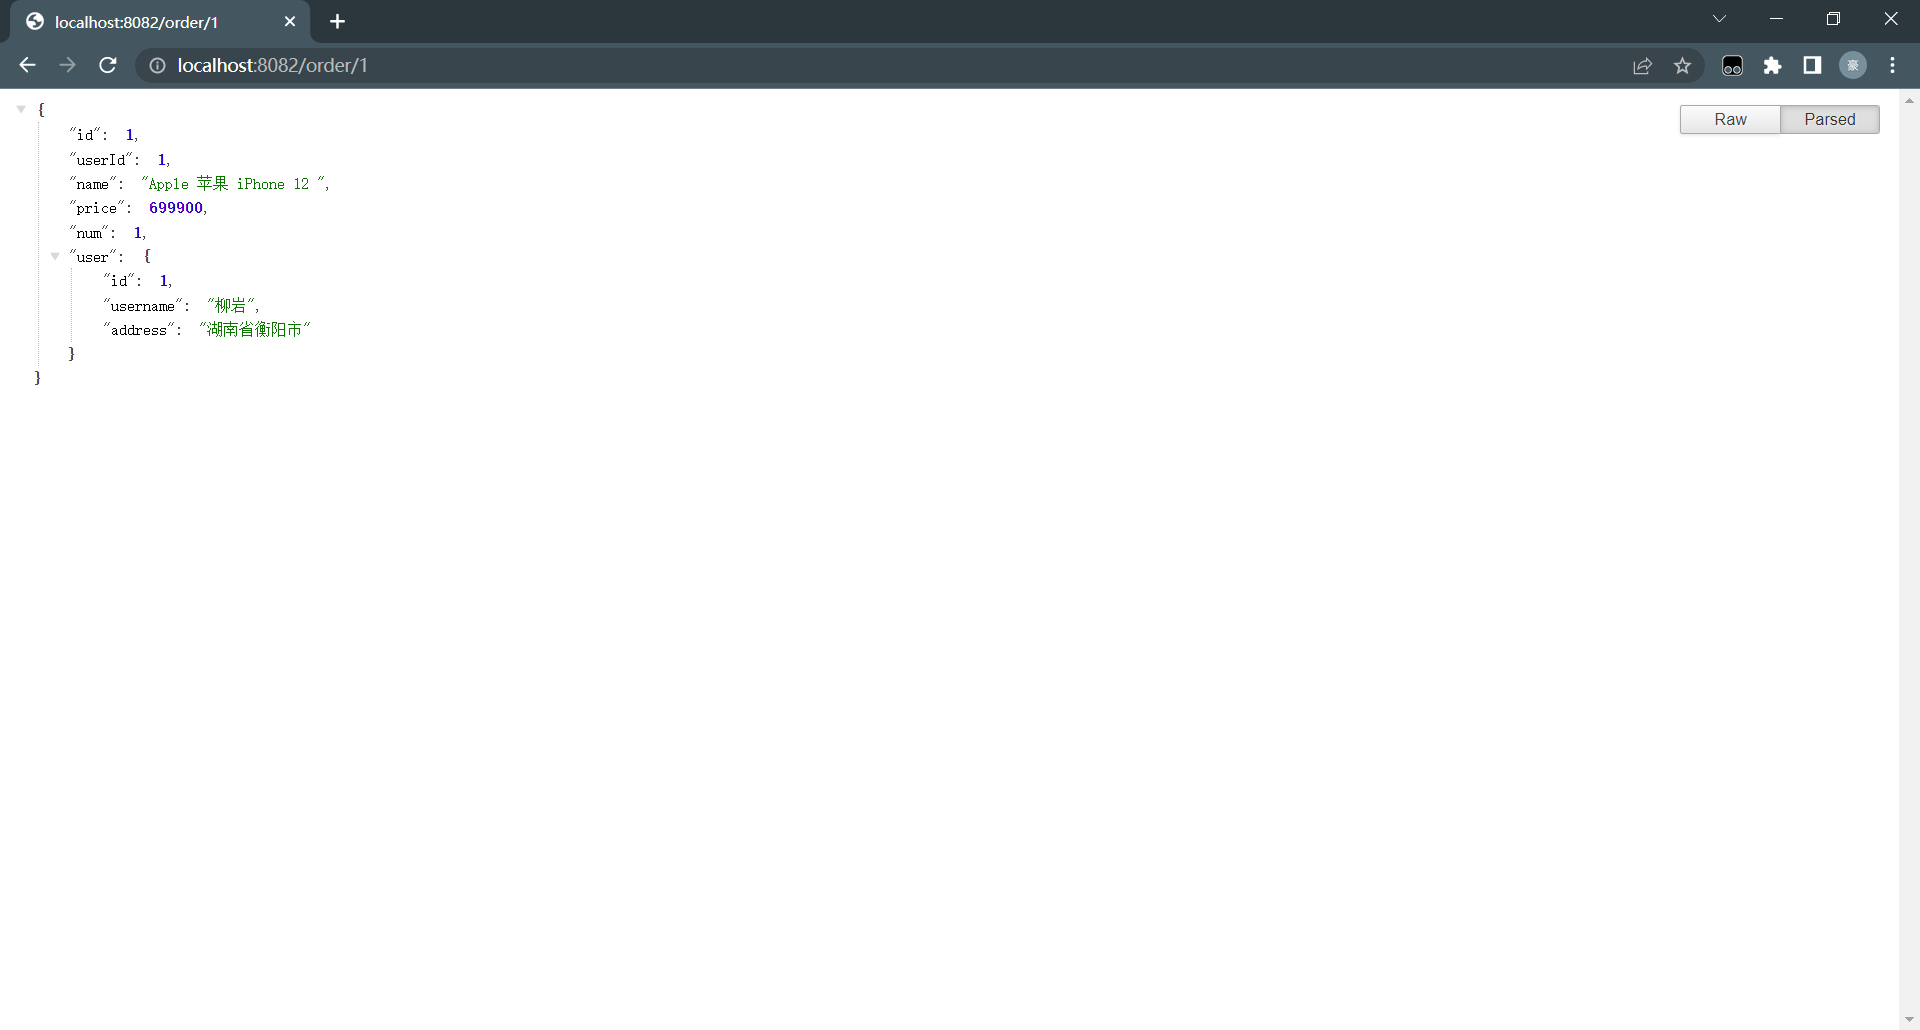 localhost:8082/order/1
localhost:8082/order/1
豪
Raw
Parsed
{
"id": 1,
"userId": 1,
"name": "Apple 苹果 iPhone 12 ",
"price": 699900,
"num": 1,
"user": {
"id": 1,
"username": "柳岩",
"address": "湖南省衡阳市"
}
}